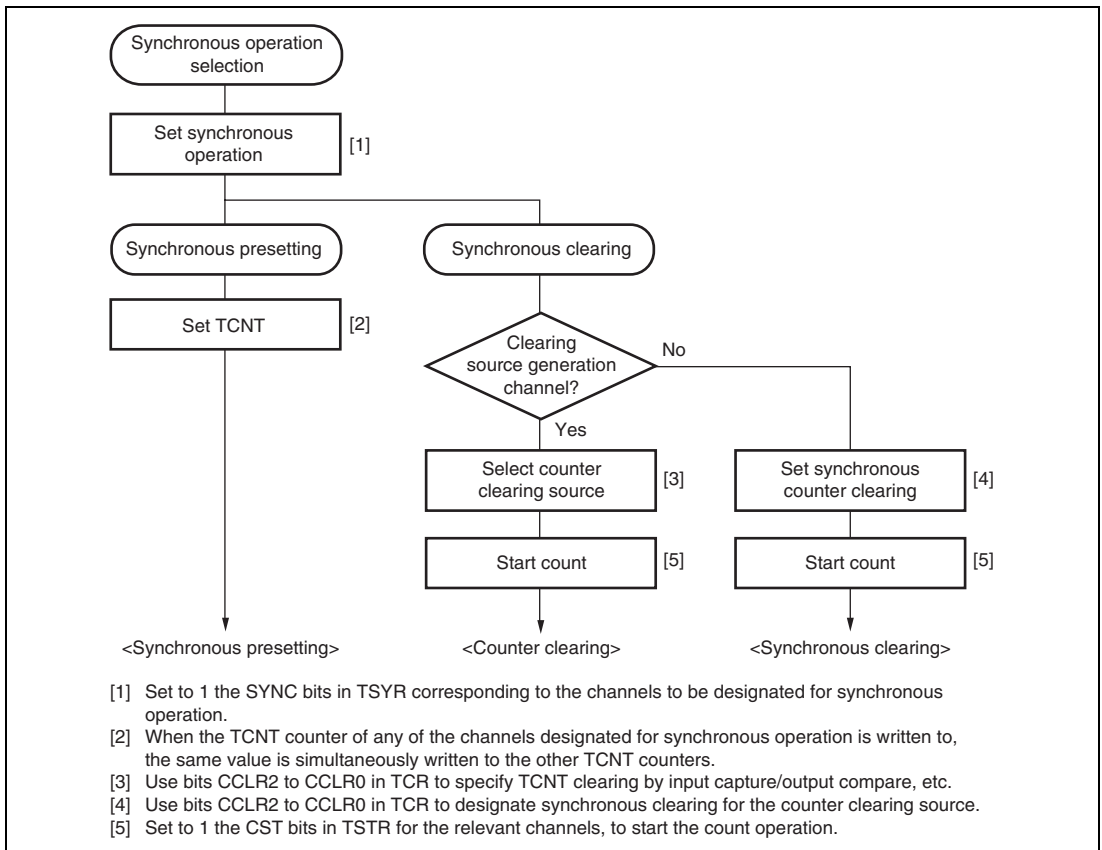 Synchronous operation
selection
Set synchronous
operation
[1]
Synchronous presetting
Synchronous clearing
Set TCNT
[2]
Clearing
source generation
channel?
No
Yes
Select counter
clearing source
[3]
Set synchronous
counter clearing
[4]
Start count
[5]
Start count
[5]
<Synchronous presetting>
<Counter clearing>
<Synchronous clearing>
[1] Set to 1 the SYNC bits in TSYR corresponding to the channels to be designated for synchronous
operation.
[2] When the TCNT counter of any of the channels designated for synchronous operation is written to,
the same value is simultaneously written to the other TCNT counters.
[3] Use bits CCLR2 to CCLR0 in TCR to specify TCNT clearing by input capture/output compare, etc.
[4] Use bits CCLR2 to CCLR0 in TCR to designate synchronous clearing for the counter clearing source.
[5] Set to 1 the CST bits in TSTR for the relevant channels, to start the count operation.